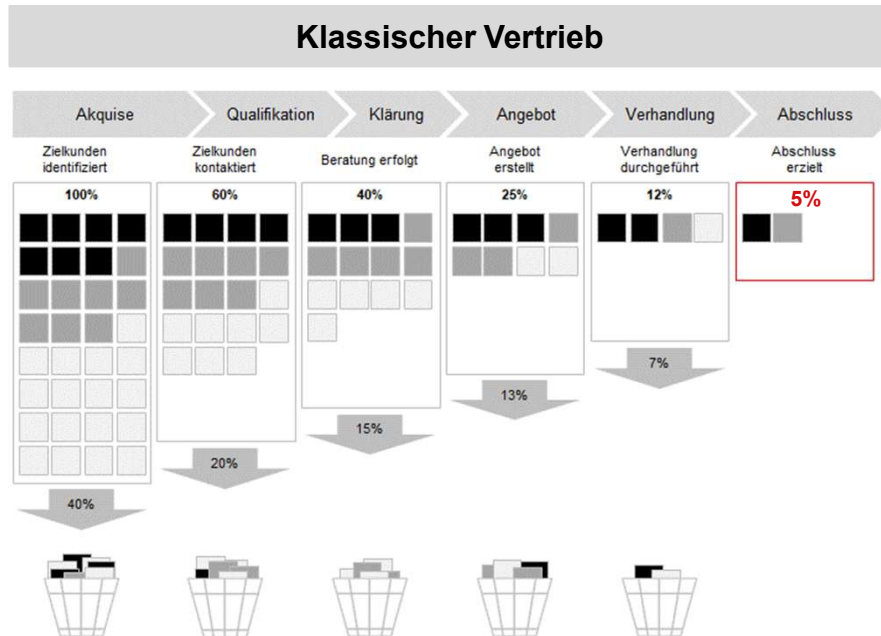 Klassischer Vertrieb
Akquise
Qualifikation
Klärung
Angebot
Verhandlung
Abschluss
Zielkunden
identifiziert
Zielkunden
kontaktiert
Beratung erfolgt
Angebot
erstellt
Verhandlung
durchgeführt
Abschluss
erzielt
100%
60%
40%
25%
12%
5%
7%
13%
15%
20%
40%